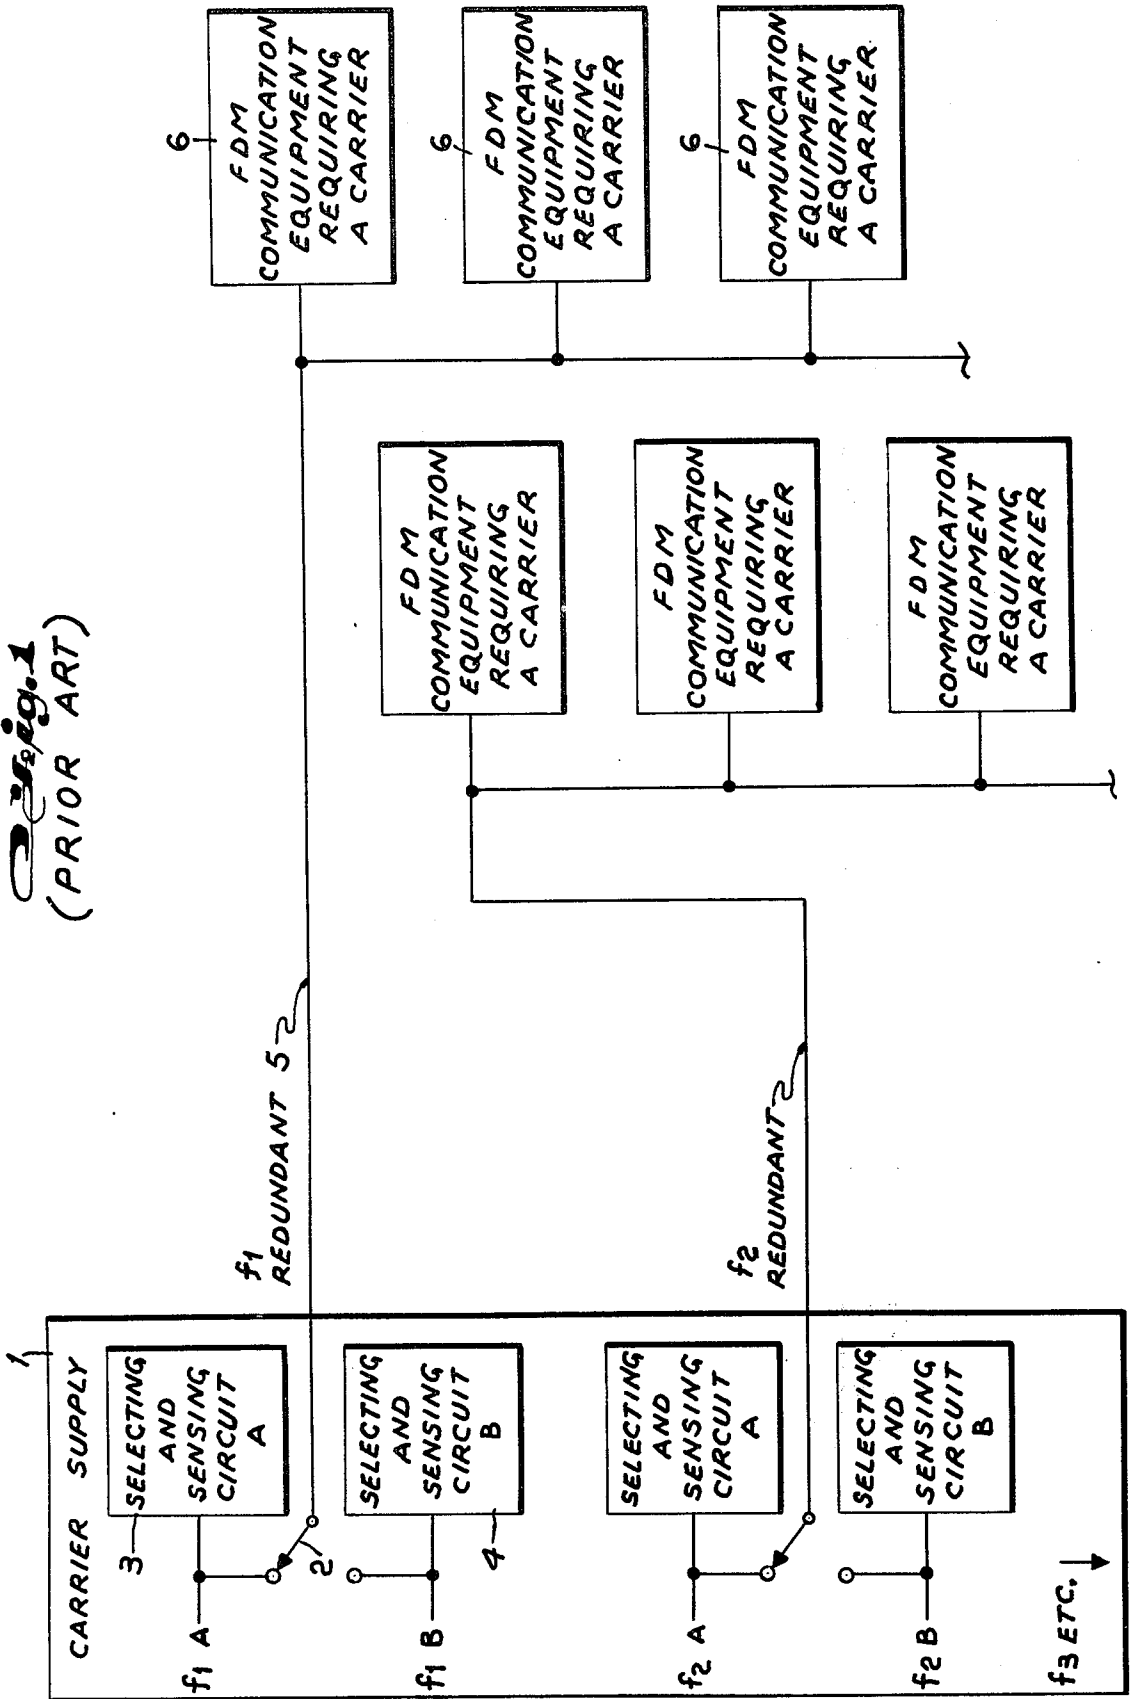 Fig. 1
(PRIOR ART)
1
CARRIER SUPPLY
3
SELECTING
AND
SENSING
CIRCUIT
A
f1 A
2
f1
REDUNDANT 5
6
FDM
COMMUNICATION
EQUIPMENT
REQUIRING
A CARRIER
f1 B
4
SELECTING
AND
SENSING
CIRCUIT
B
6
FDM
COMMUNICATION
EQUIPMENT
REQUIRING
A CARRIER
6
FDM
COMMUNICATION
EQUIPMENT
REQUIRING
A CARRIER
f2 A
SELECTING
AND
SENSING
CIRCUIT
A
f2
REDUNDANT
FDM
COMMUNICATION
EQUIPMENT
REQUIRING
A CARRIER
FDM
COMMUNICATION
EQUIPMENT
REQUIRING
A CARRIER
FDM
COMMUNICATION
EQUIPMENT
REQUIRING
A CARRIER
f2 B
SELECTING
AND
SENSING
CIRCUIT
B
f3 ETC.